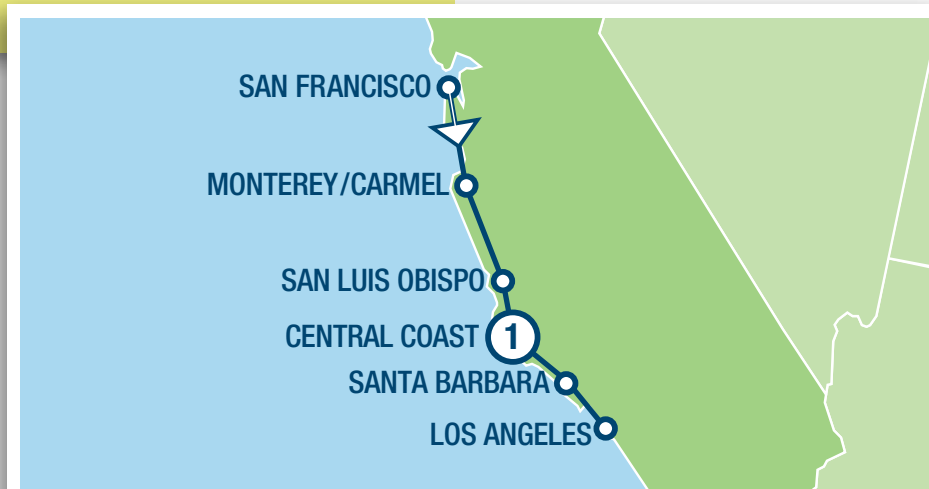 SAN FRANCISCO
MONTEREY/CARMEL
SAN LUIS OBISPO
CENTRAL COAST 1
SANTA BARBARA
LOS ANGELES